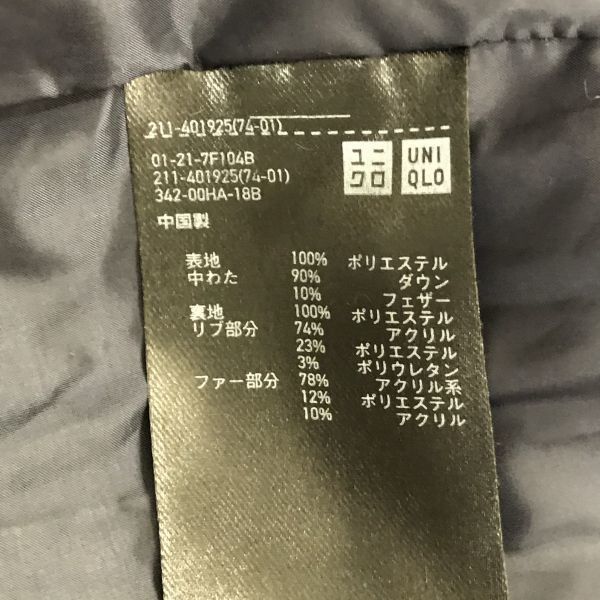 211-401925(74-01)
01-21-7F104B
211-401925(74-01)
342-00HA-18B
中国製
ユニ
クロ
UNI
QLO
表地 100% ポリエステル
中わた 90% ダウン
10% フェザー
裏地 100% ポリエステル
リブ部分 74% アクリル
23% ポリエステル
3% ポリウレタン
ファー部分 78% アクリル系
12% ポリエステル
10% アクリル